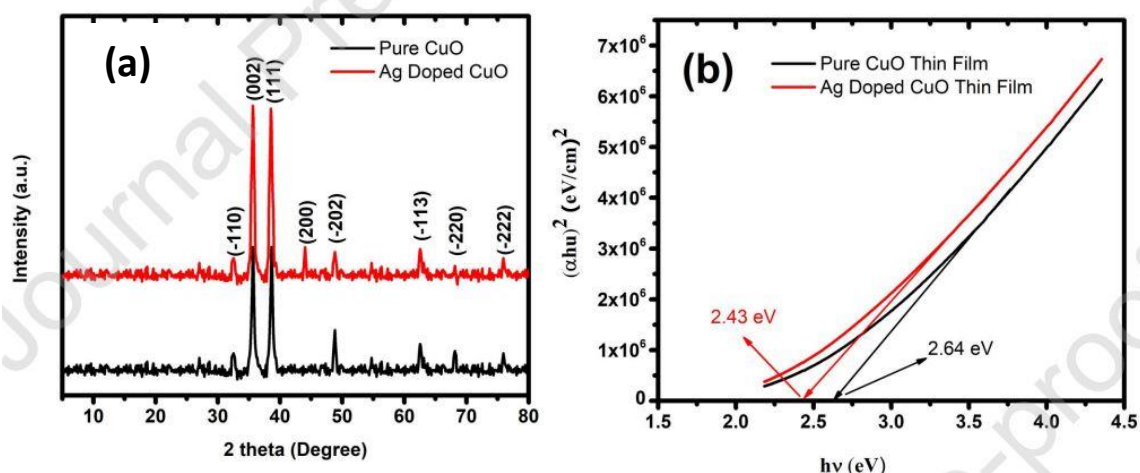 (a)
Pure CuO
Ag Doped CuO
(002)
(111)
(-110)
(200)
(-202)
(-113)
(-220)
(-222)
Intensity (a.u.)
10 20 30 40 50 60 70 80
2 theta (Degree)
(b)
Pure CuO Thin Film
Ag Doped CuO Thin Film
(αhυ)² (eV/cm)²
7x10⁶
6x10⁶
5x10⁶
4x10⁶
3x10⁶
2x10⁶
1x10⁶
0
2.43 eV
2.64 eV
1.5 2.0 2.5 3.0 3.5 4.0 4.5
hν (eV)
Journal Pre
e-proo